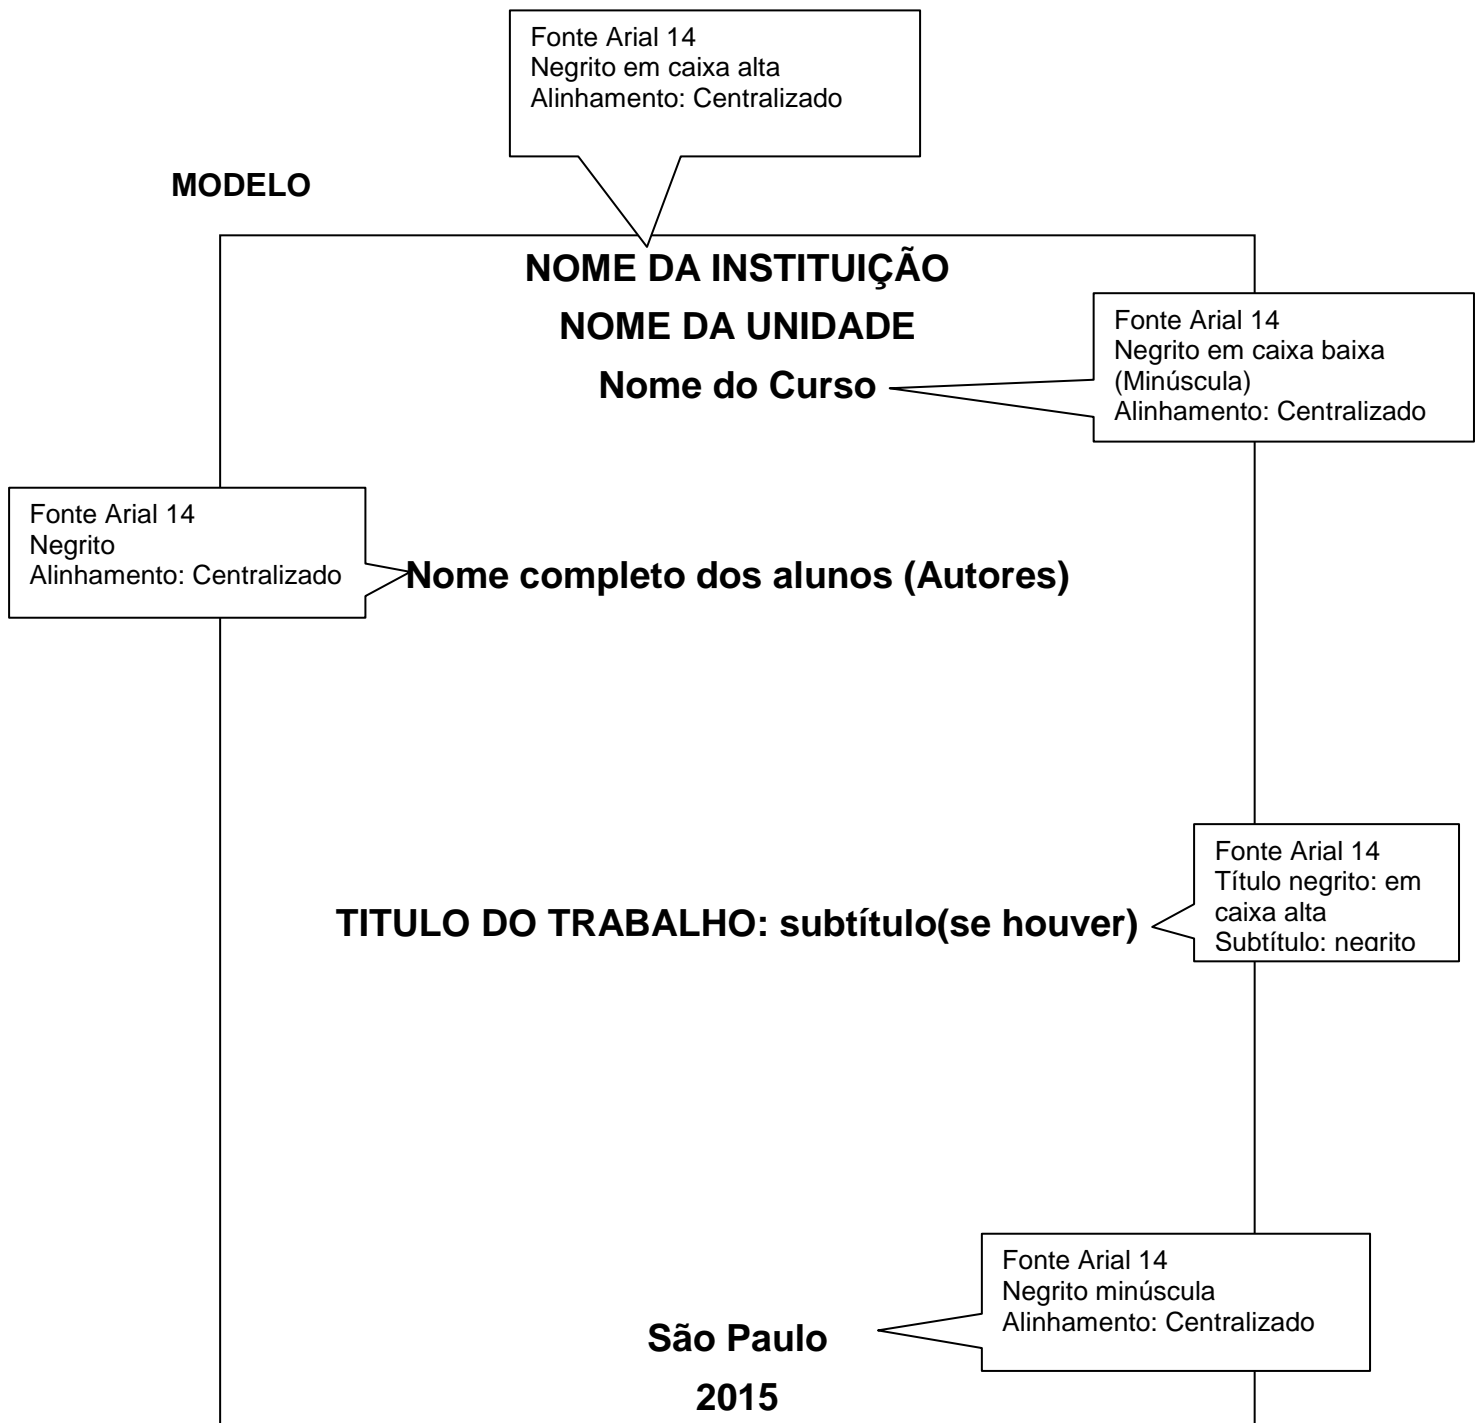 Fonte Arial 14
Negrito em caixa alta
Alinhamento: Centralizado
MODELO
NOME DA INSTITUIÇÃO
NOME DA UNIDADE
Nome do Curso
Fonte Arial 14
Negrito em caixa baixa
(Minúscula)
Alinhamento: Centralizado
Fonte Arial 14
Negrito
Alinhamento: Centralizado
Nome completo dos alunos (Autores)
Fonte Arial 14
Título negrito: em
caixa alta
Subtítulo: negrito
TITULO DO TRABALHO: subtítulo(se houver)
Fonte Arial 14
Negrito minúscula
Alinhamento: Centralizado
São Paulo
2015